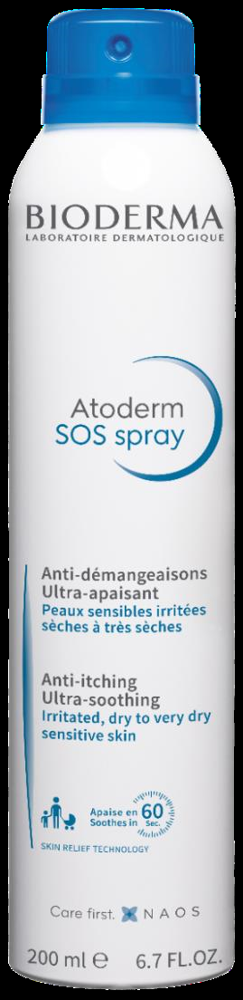 BIODERMA
LABORATOIRE DERMATOLOGIQUE
Atoderm
SOS spray
Anti-démangeaisons
Ultra-apaisant
Peaux sensibles irritées
sèches à très sèches
Anti-itching
Ultra-soothing
Irritated, dry to very dry
sensitive skin
Apaise en
Soothes in
60
Sec.
SKIN RELIEF TECHNOLOGY
Care first. NAOS
200 ml ℮ 6.7 FL.OZ.